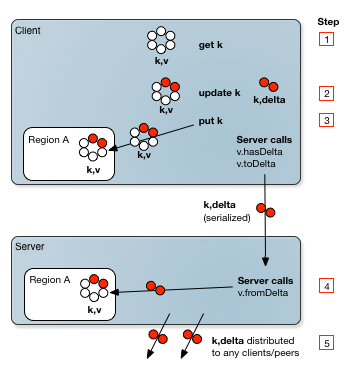 Step
Client
1
get k
k,v
update k
k,delta
2
k,v
put k
3
Region A
k,v
k,v
Server calls
v.hasDelta
v.toDelta
k,delta
(serialized)
Server
Region A
k,v
Server calls
v.fromDelta
4
k,delta distributed
to any clients/peers
5